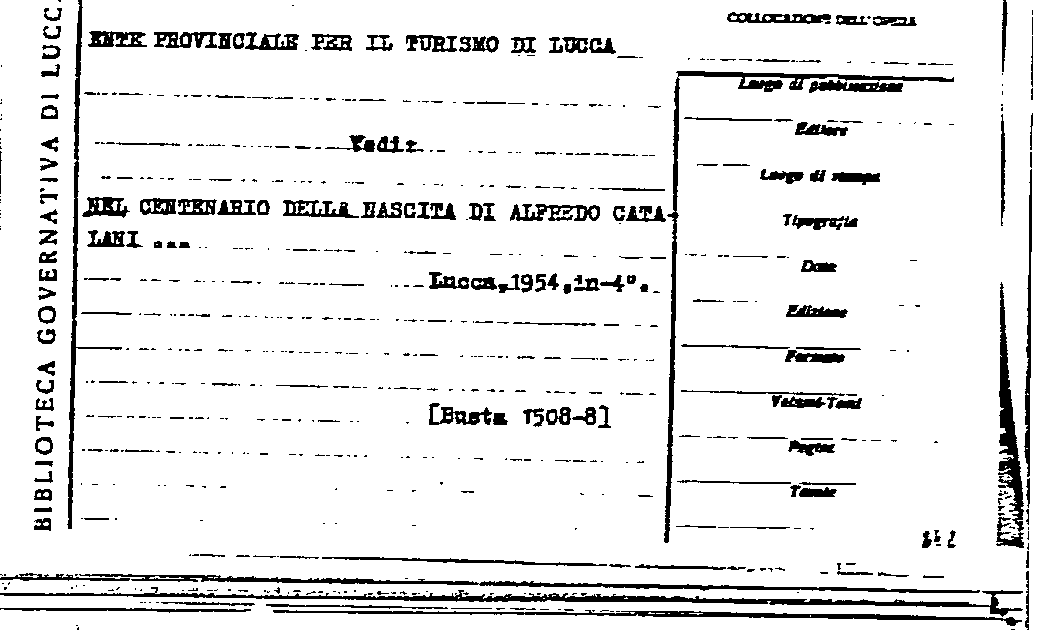 BIBLIOTECA GOVERNATIVA DI LUCCA
COLLOCAZIONE DELL'OPERA
ENTE PROVINCIALE PER IL TURISMO DI LUCCA
Vedi:
NEL CENTENARIO DELLA NASCITA DI ALFREDO CATA-
LANI ...
Lucca,1954,in-4°.
[Busta 1508-8]
Luogo di pubblicazione
Editore
Luogo di stampa
Tipografia
Data
Edizione
Formato
Volumi-Tomi
Pagine
Tavole